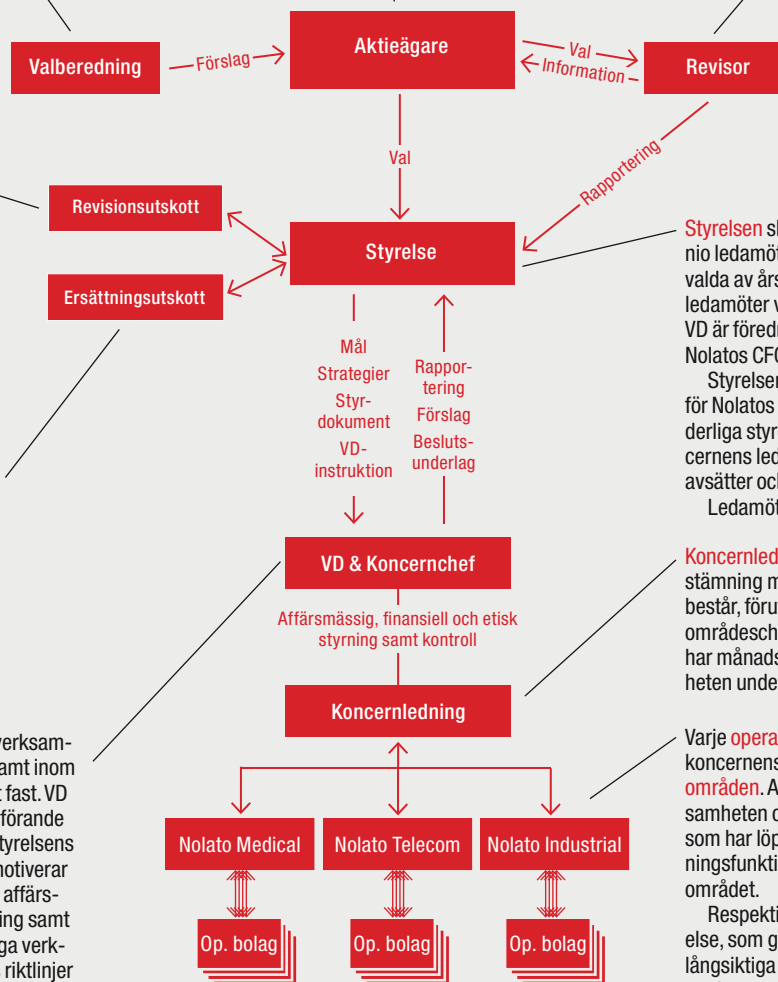 Aktieägare
Valberedning
Förslag
Val
Information
Revisor
Val
Rapportering
Revisionsutskott
Styrelse
Ersättningsutskott
Mål
Strategier
Styr-
dokument
VD-
instruktion
Rappor-
tering
Förslag
Besluts-
underlag
VD & Koncernchef
Affärsmässig, finansiell och etisk
styrning samt kontroll
Koncernledning
Nolato Medical
Nolato Telecom
Nolato Industrial
Op. bolag
Op. bolag
Op. bolag
verksam-
amt inom
fast. VD
förande
tyrelsens
notiverar
affärs-
ing samt
ga verk-
riktlinjer
Styrelsen
nio ledamöt
valda av års
ledamöter v
VD är föredr
Nolatos CFO
Styrelser
för Nolatos
derliga styr
cernens led
avsätter och
Ledamöt
Koncernled
stämning m
består, föru
områdesch
har månads
heten unde
Varje opera
koncernens
områden. A
samheten o
som har löp
ningsfunkti
området.
Respekti
else, som g
långsiktiga